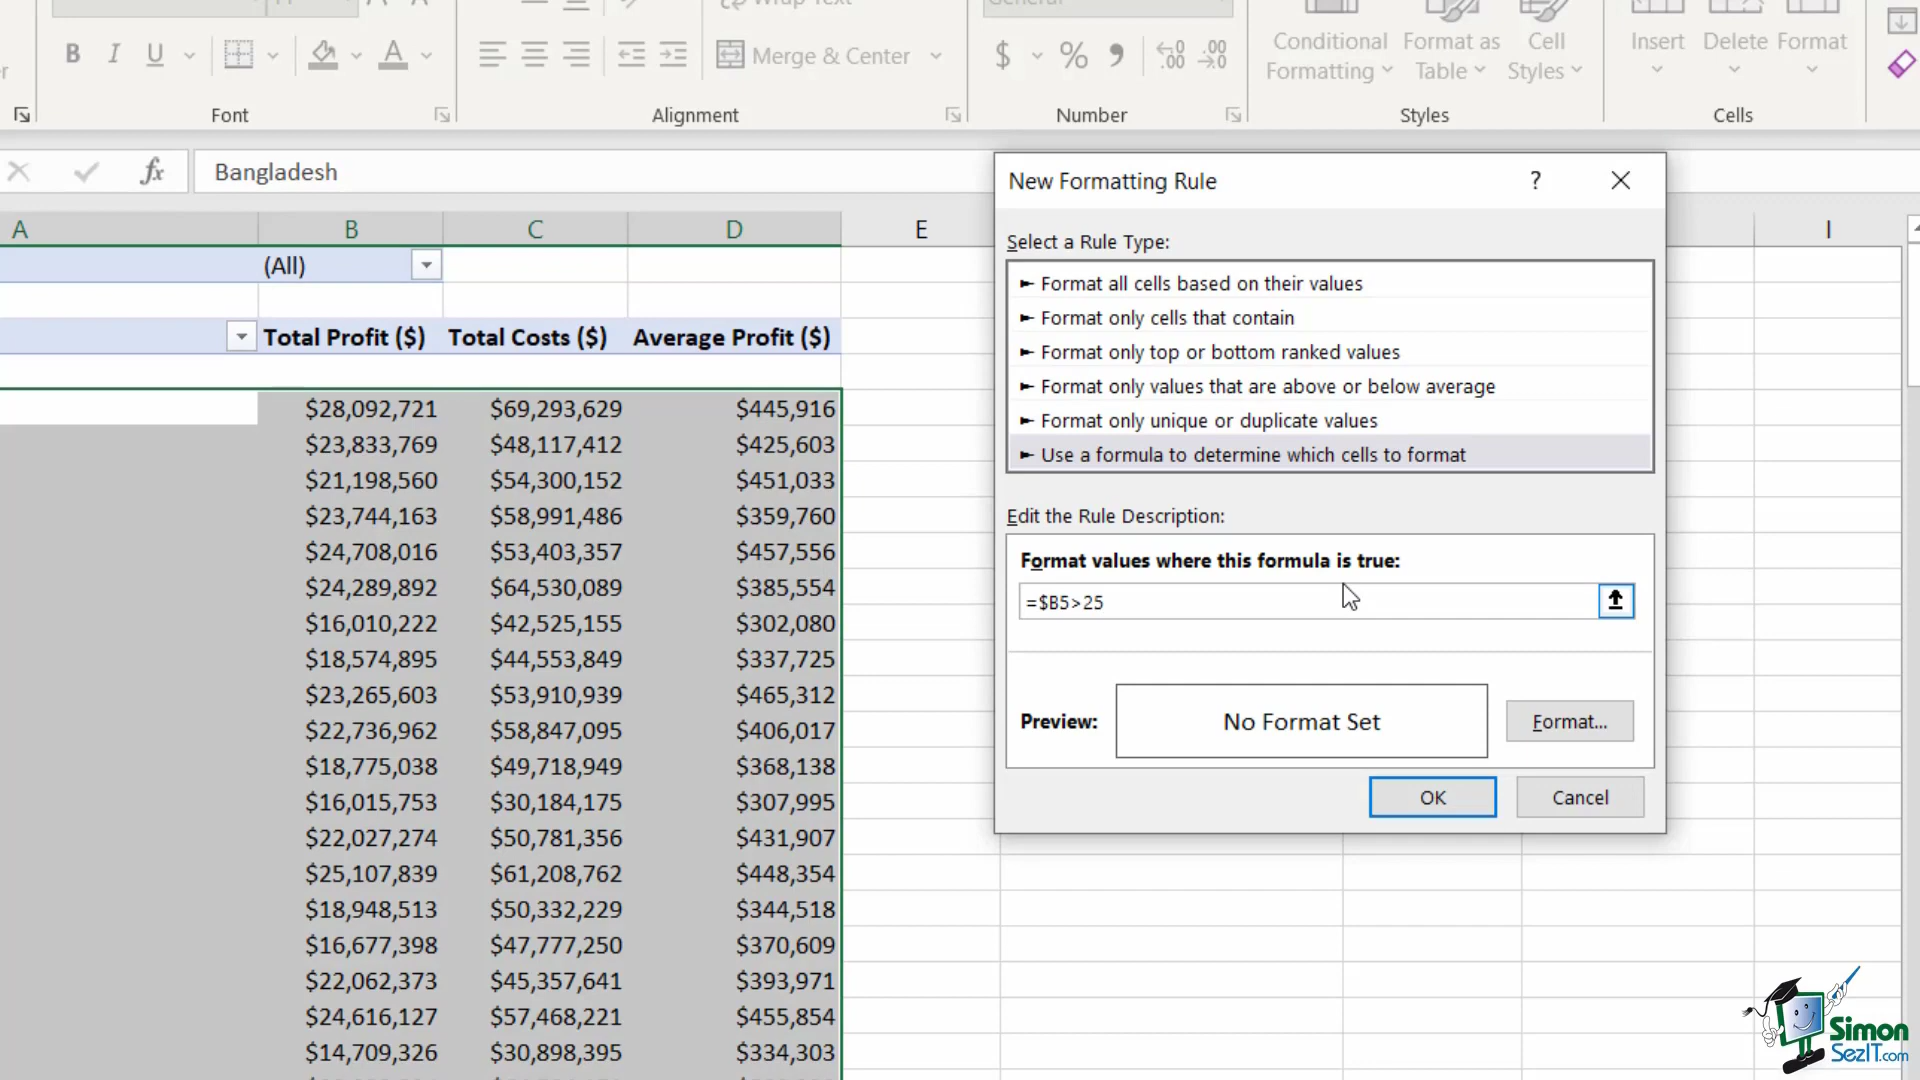 Wrap Text
General
B I U A
Merge & Center
$ % 9
Conditional Formatting
Format as Table
Cell Styles
Insert
Delete
Format
Font
Alignment
Number
Styles
Cells
fx
Bangladesh
A B C D E I
(All)
Total Profit ($) Total Costs ($) Average Profit ($)
$28,092,721 $69,293,629 $445,916
$23,833,769 $48,117,412 $425,603
$21,198,560 $54,300,152 $451,033
$23,744,163 $58,991,486 $359,760
$24,708,016 $53,403,357 $457,556
$24,289,892 $64,530,089 $385,554
$16,010,222 $42,525,155 $302,080
$18,574,895 $44,553,849 $337,725
$23,265,603 $53,910,939 $465,312
$22,736,962 $58,847,095 $406,017
$18,775,038 $49,718,949 $368,138
$16,015,753 $30,184,175 $307,995
$22,027,274 $50,781,356 $431,907
$25,107,839 $61,208,762 $448,354
$18,948,513 $50,332,229 $344,518
$16,677,398 $47,777,250 $370,609
$22,062,373 $45,357,641 $393,971
$24,616,127 $57,468,221 $455,854
$14,709,326 $30,898,395 $334,303
New Formatting Rule ?
Select a Rule Type:
Format all cells based on their values
Format only cells that contain
Format only top or bottom ranked values
Format only values that are above or below average
Format only unique or duplicate values
Use a formula to determine which cells to format
Edit the Rule Description:
Format values where this formula is true:
=$B5>25
Preview:
No Format Set
Format...
OK
Cancel
Simon
SezIT.com